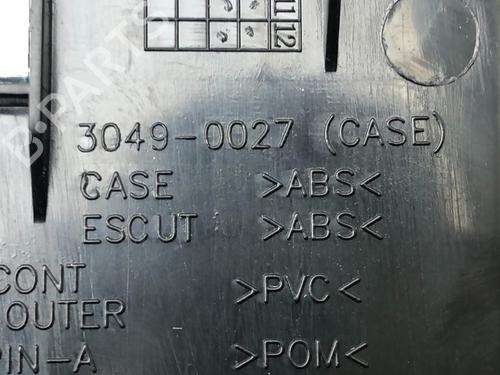 11 12
3049-0027 (CASE)
CASE >ABS<
ESCUT >ABS<
CONT
OUTER >PVC<
PIN-A >POM<
B-PARTS